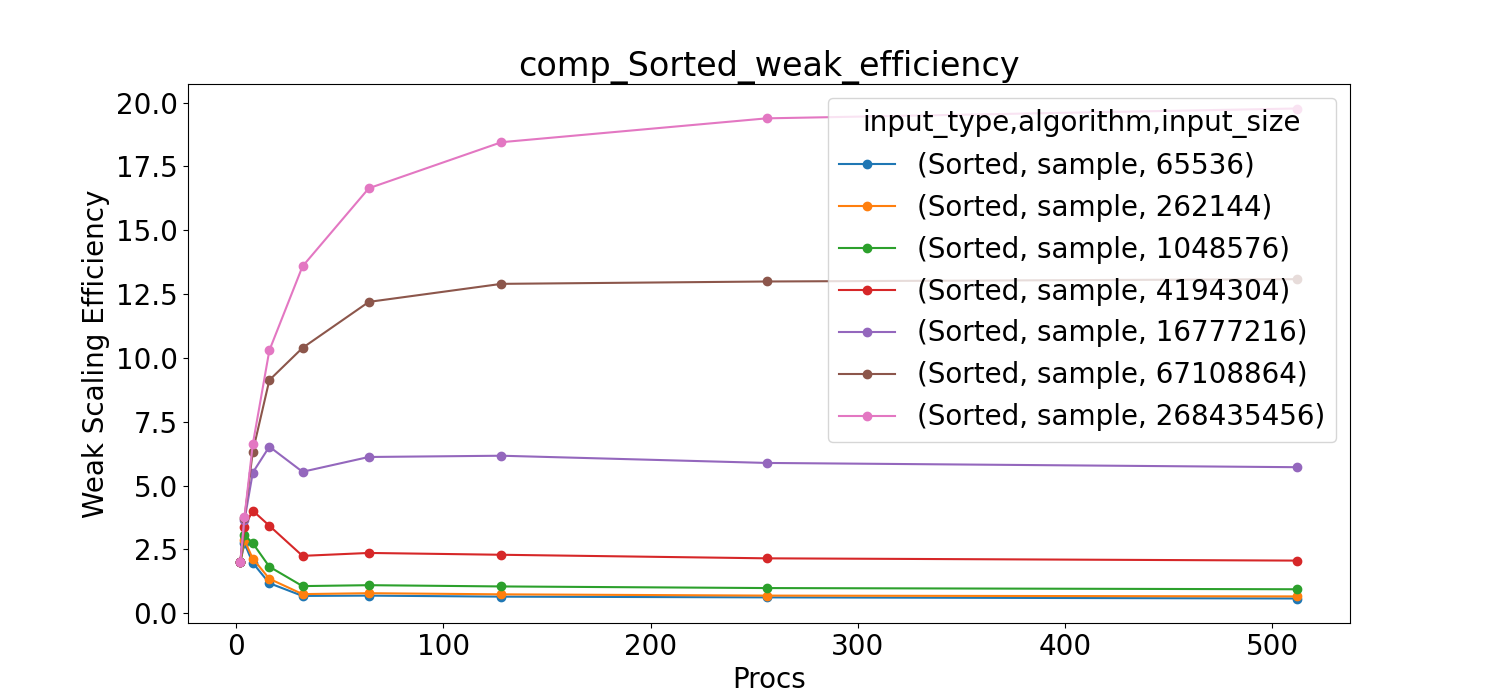 comp_Sorted_weak_efficiency
Weak Scaling Efficiency
20.0
17.5
15.0
12.5
10.0
7.5
5.0
2.5
0.0
input_type,algorithm,input_size
(Sorted, sample, 65536)
(Sorted, sample, 262144)
(Sorted, sample, 1048576)
(Sorted, sample, 4194304)
(Sorted, sample, 16777216)
(Sorted, sample, 67108864)
(Sorted, sample, 268435456)
0 100 200 300 400 500
Procs